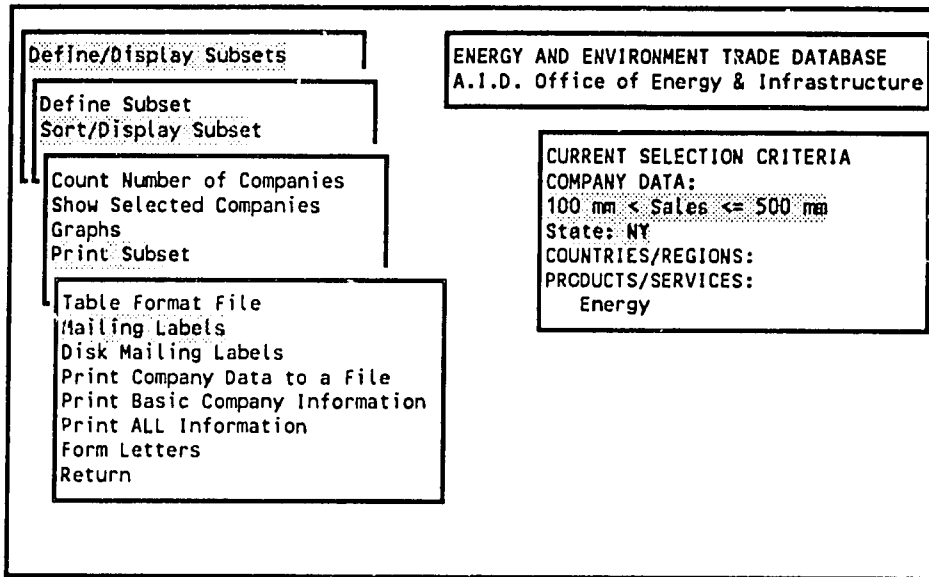 Define/Display Subsets
Define Subset
Sort/Display Subset
Count Number of Companies
Show Selected Companies
Graphs
Print Subset
Table Format File
Mailing Labels
Disk Mailing Labels
Print Company Data to a File
Print Basic Company Information
Print ALL Information
Form Letters
Return
ENERGY AND ENVIRONMENT TRADE DATABASE
A.I.D. Office of Energy & Infrastructure
CURRENT SELECTION CRITERIA
COMPANY DATA:
100 mm < Sales <= 500 mm
State: NY
COUNTRIES/REGIONS:
PRODUCTS/SERVICES:
Energy